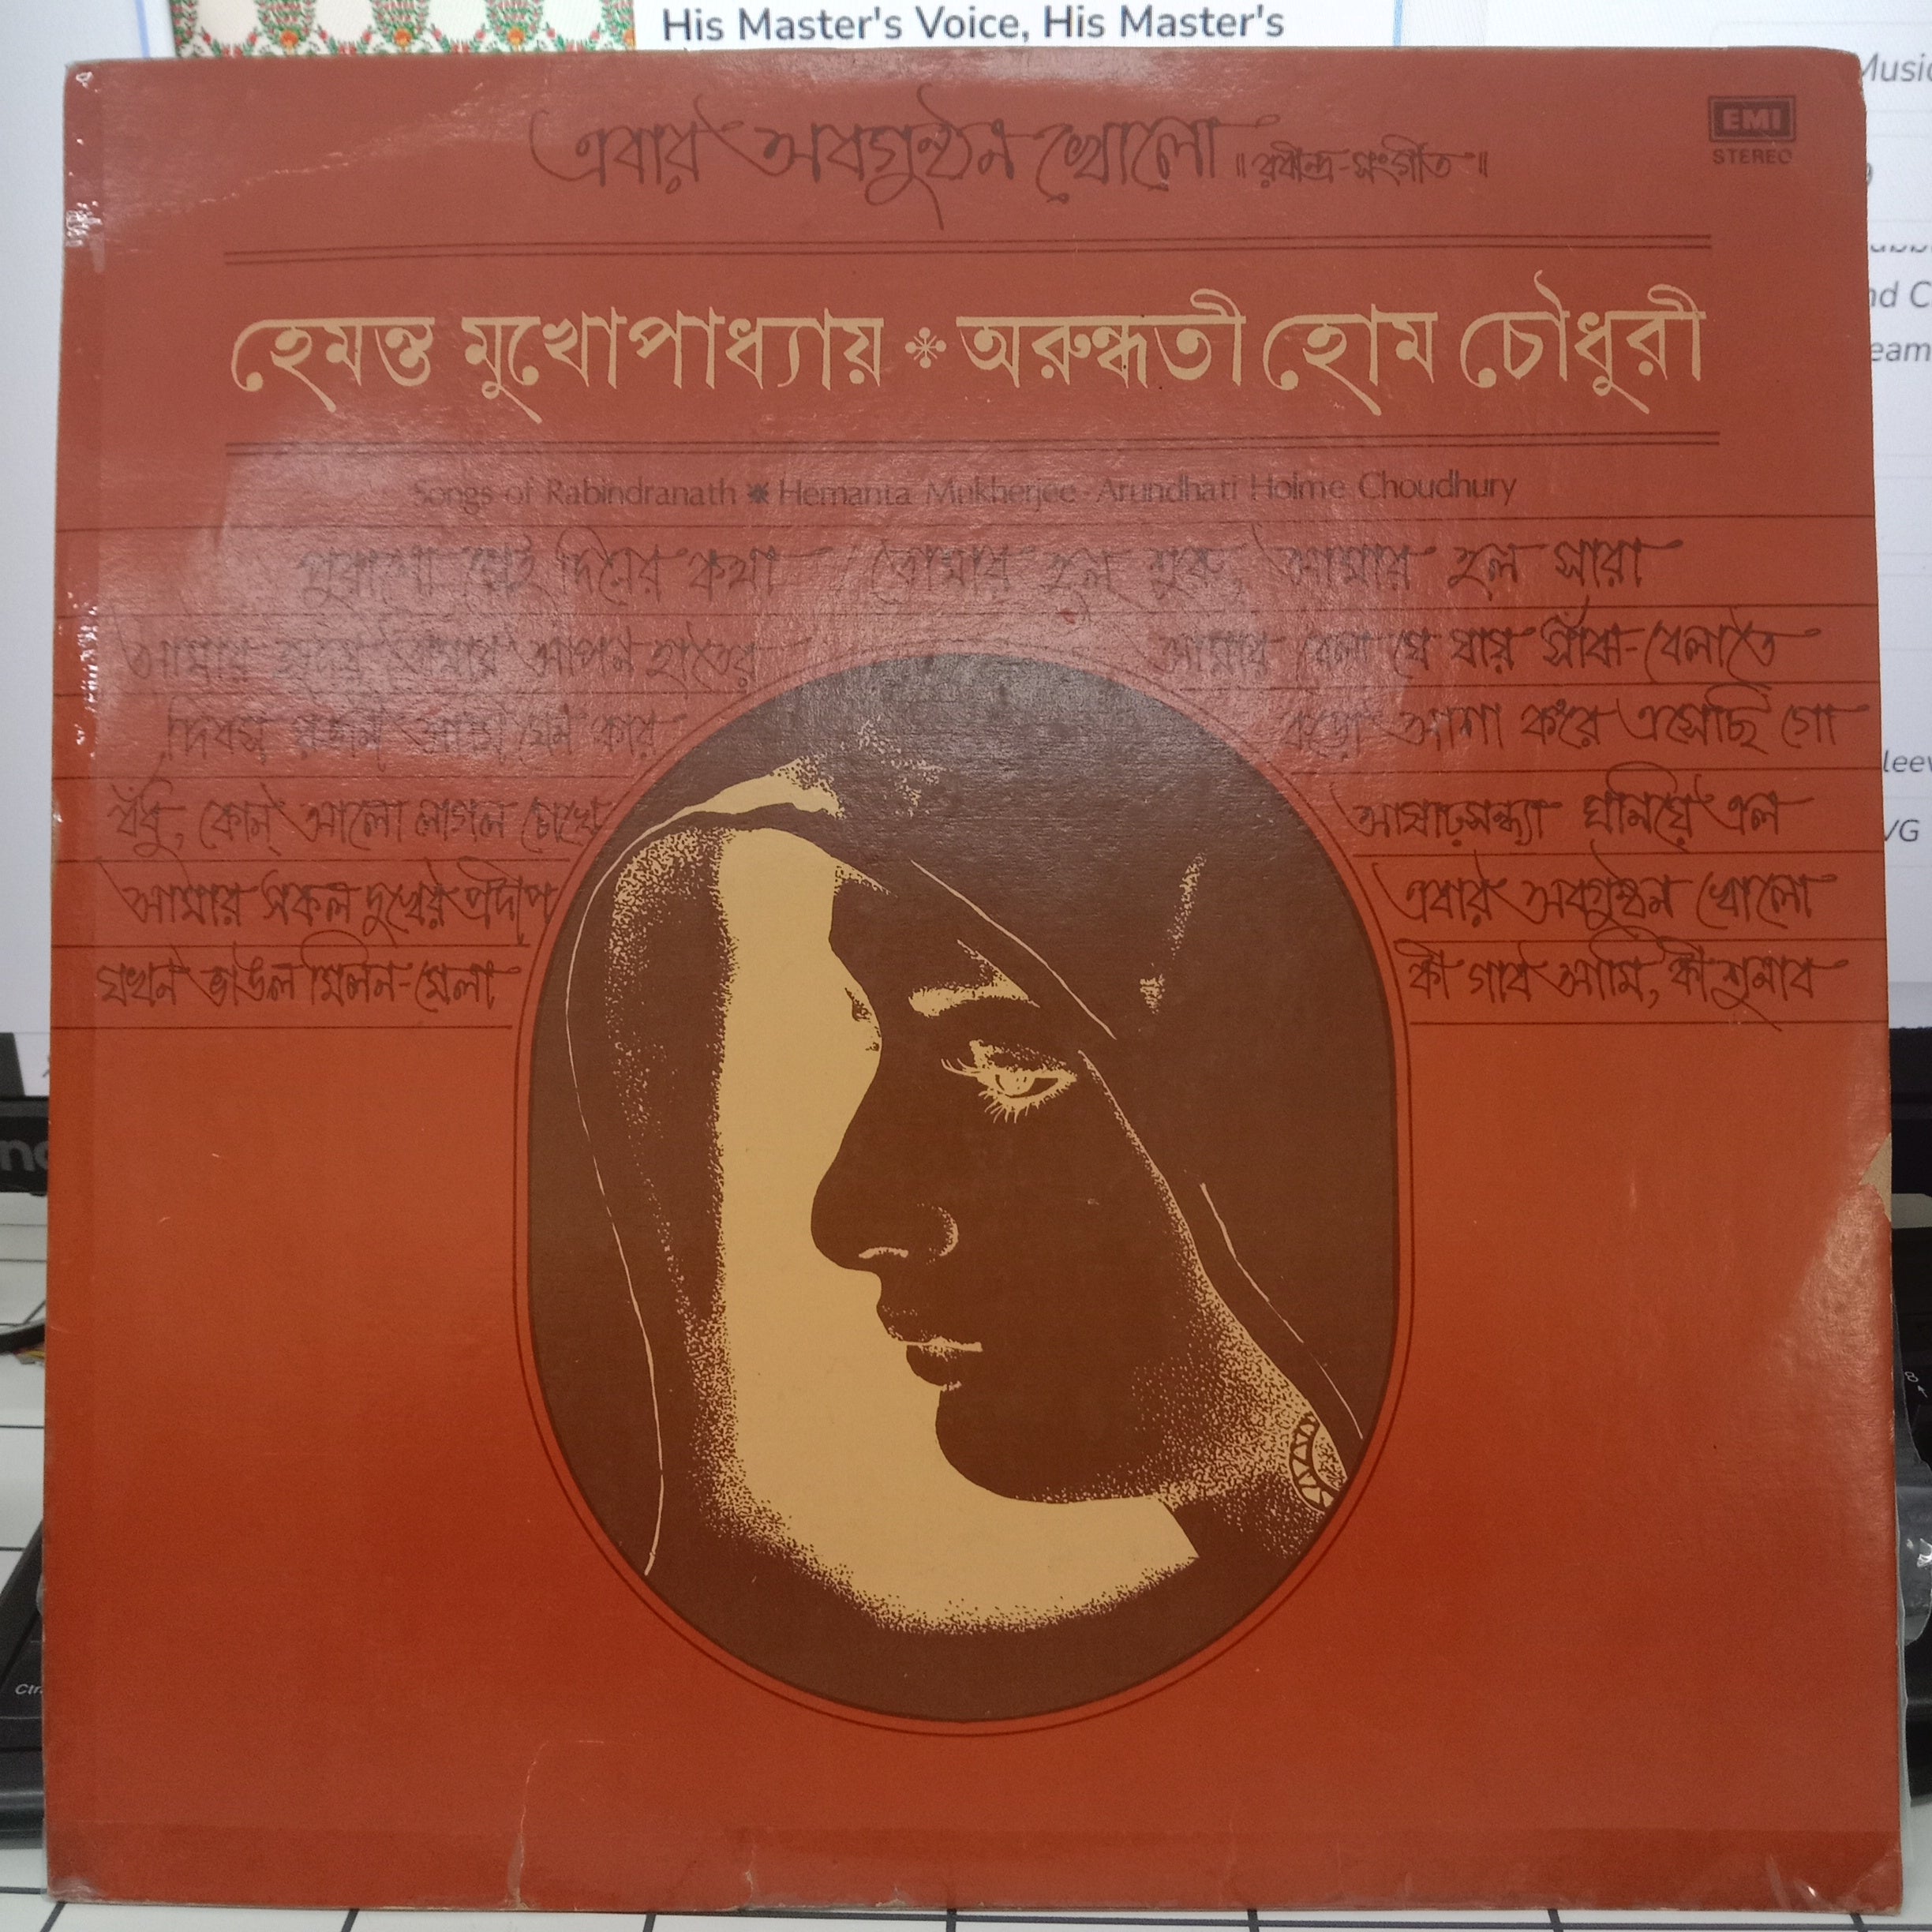 His Master's Voice, His Master's
এবার অবগুণ্ঠন খোলো ॥ রবীন্দ্র-সংগীত ॥
EMI
STEREO
হেমন্ত মুখোপাধ্যায় * অরুন্ধতী হোম চৌধুরী
Songs of Rabindranath * Hemanta Mukherjee - Arundhati Holme Choudhury
পুরানো সেই দিনের কথা / তোমার হল শুরু, আমার হল সারা
আমার হৃদয় তোমার আপন হাতের
আমার বেলা যে যায় সাঁঝ-বেলাতে
দিবস রজনী আমি যেন কার
বড়ো আশা করে এসেছি গো
বঁধু, কোন্ আলো লাগল চোখে
আষাঢ়সন্ধ্যা ঘনিয়ে এল
আমার সকল দুখের প্রদীপ
এবার অবগুণ্ঠন খোলো
যখন ভাঙল মিলন-মেলা
কী গাব আমি, কী শুনাব
VG